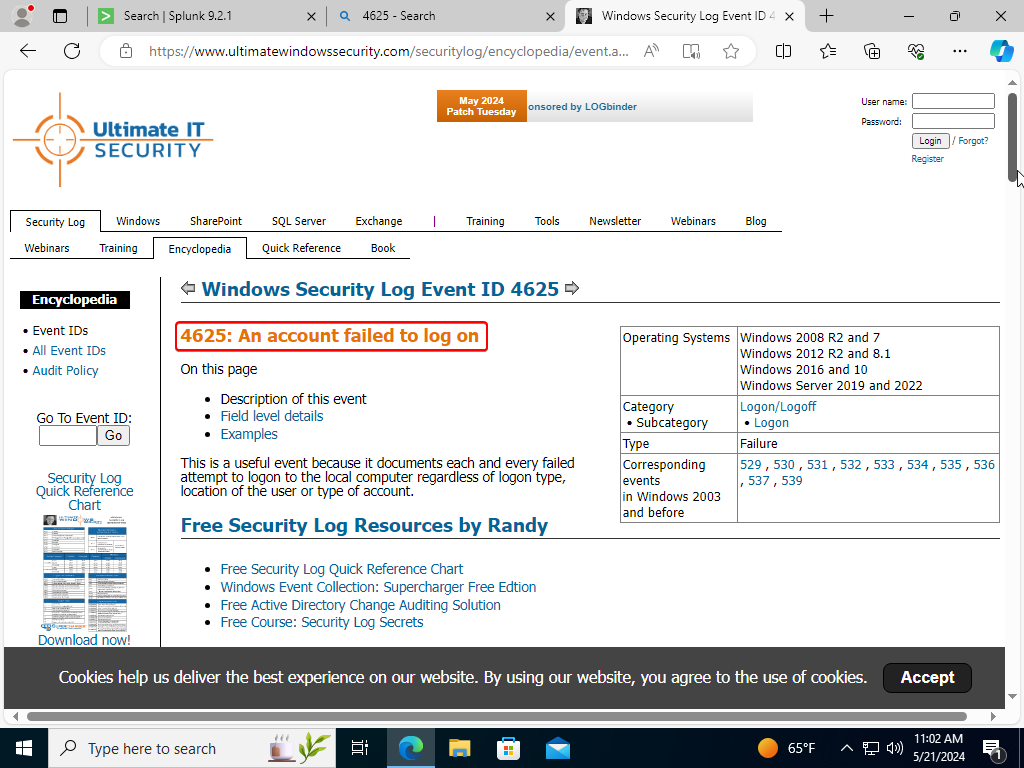 Search | Splunk 9.2.1
4625 - Search
Windows Security Log Event ID 4
https://www.ultimatewindowssecurity.com/securitylog/encyclopedia/event.a...
May 2024
Patch Tuesday
onsored by LOGbinder
User name:
Password:
Login / Forgot?
Register
Ultimate IT
SECURITY
Security Log Windows SharePoint SQL Server Exchange | Training Tools Newsletter Webinars Blog
Webinars Training Encyclopedia Quick Reference Book
Encyclopedia
• Event IDs
• All Event IDs
• Audit Policy
Go To Event ID:
Go
Security Log
Quick Reference
Chart
Download now!
Windows Security Log Event ID 4625
4625: An account failed to log on
On this page
• Description of this event
• Field level details
• Examples
This is a useful event because it documents each and every failed
attempt to logon to the local computer regardless of logon type,
location of the user or type of account.
Operating Systems Windows 2008 R2 and 7
Windows 2012 R2 and 8.1
Windows 2016 and 10
Windows Server 2019 and 2022
Category Logon/Logoff
• Subcategory • Logon
Type Failure
Corresponding 529 , 530 , 531 , 532 , 533 , 534 , 535 , 536
events , 537 , 539
in Windows 2003
and before
Free Security Log Resources by Randy
• Free Security Log Quick Reference Chart
• Windows Event Collection: Supercharger Free Edtion
• Free Active Directory Change Auditing Solution
• Free Course: Security Log Secrets
Cookies help us deliver the best experience on our website. By using our website, you agree to the use of cookies.
Accept
Type here to search
65°F
11:02 AM
5/21/2024
1